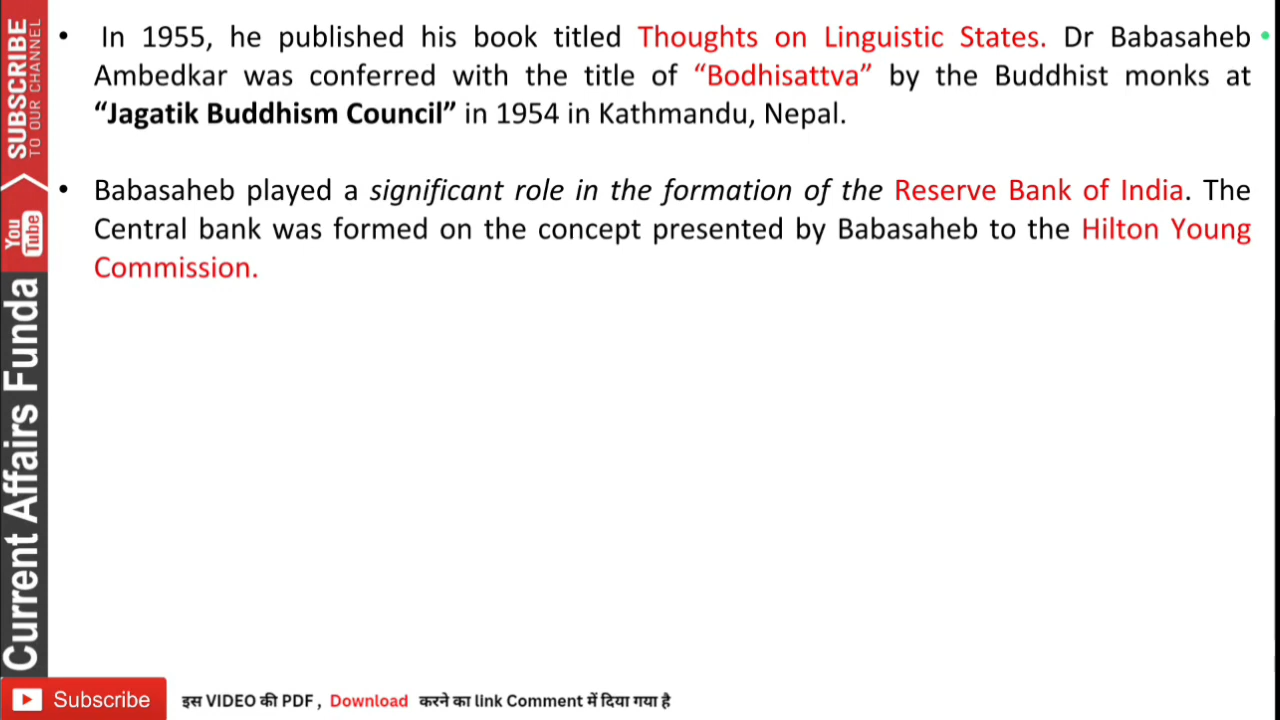 • In 1955, he published his book titled Thoughts on Linguistic States. Dr Babasaheb
Ambedkar was conferred with the title of “Bodhisattva” by the Buddhist monks at
“Jagatik Buddhism Council” in 1954 in Kathmandu, Nepal.
• Babasaheb played a significant role in the formation of the Reserve Bank of India. The
Central bank was formed on the concept presented by Babasaheb to the Hilton Young
Commission.
SUBSCRIBE
TO OUR CHANNEL
You
Tube
Current Affairs Funda
Subscribe
इस VIDEO की PDF , Download करने का link Comment में दिया गया है